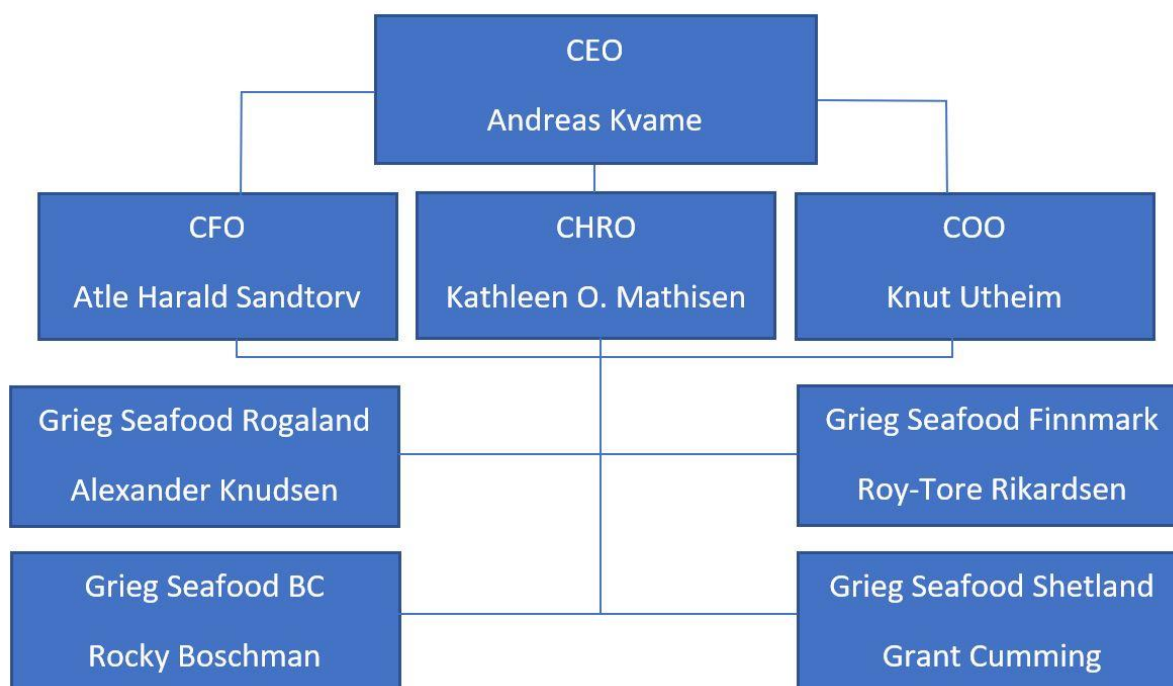 CEO
Andreas Kvame
CFO
Atle Harald Sandtorv
CHRO
Kathleen O. Mathisen
COO
Knut Utheim
Grieg Seafood Rogaland
Alexander Knudsen
Grieg Seafood Finnmark
Roy-Tore Rikardsen
Grieg Seafood BC
Rocky Boschman
Grieg Seafood Shetland
Grant Cumming